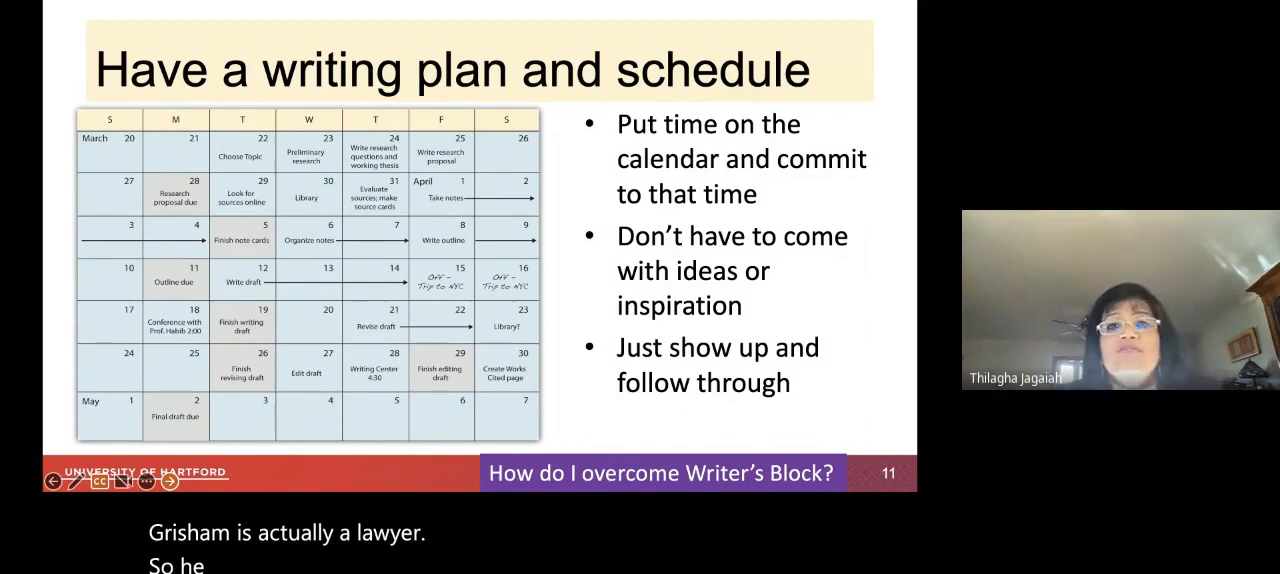 Have a writing plan and schedule
S M T W T F S
March 20 21 22 23 24 25 26
Choose Topic
Preliminary
research
Write research
questions and
working thesis
Write research
proposal
27 28 29 30 31 April 1 2
Research
proposal due
Look for
sources online
Library
Evaluate
sources; make
source cards
Take notes
3 4 5 6 7 8 9
Finish note cards
Organize notes
Write outline
10 11 12 13 14 15 16
Outline due
Write draft
Off –
Trip to NYC
Off –
Trip to NYC
17 18 19 20 21 22 23
Conference with
Prof. Habib 2:00
Finish writing
draft
Revise draft
Library?
24 25 26 27 28 29 30
Finish
revising draft
Edit draft
Writing Center
4:30
Finish editing
draft
Create Works
Cited page
May 1 2 3 4 5 6 7
Final draft due
• Put time on the
calendar and commit
to that time
• Don’t have to come
with ideas or
inspiration
• Just show up and
follow through
UNIVERSITY OF HARTFORD
CC
How do I overcome Writer’s Block?
11
Thilagha Jagaiah
Grisham is actually a lawyer.
So he